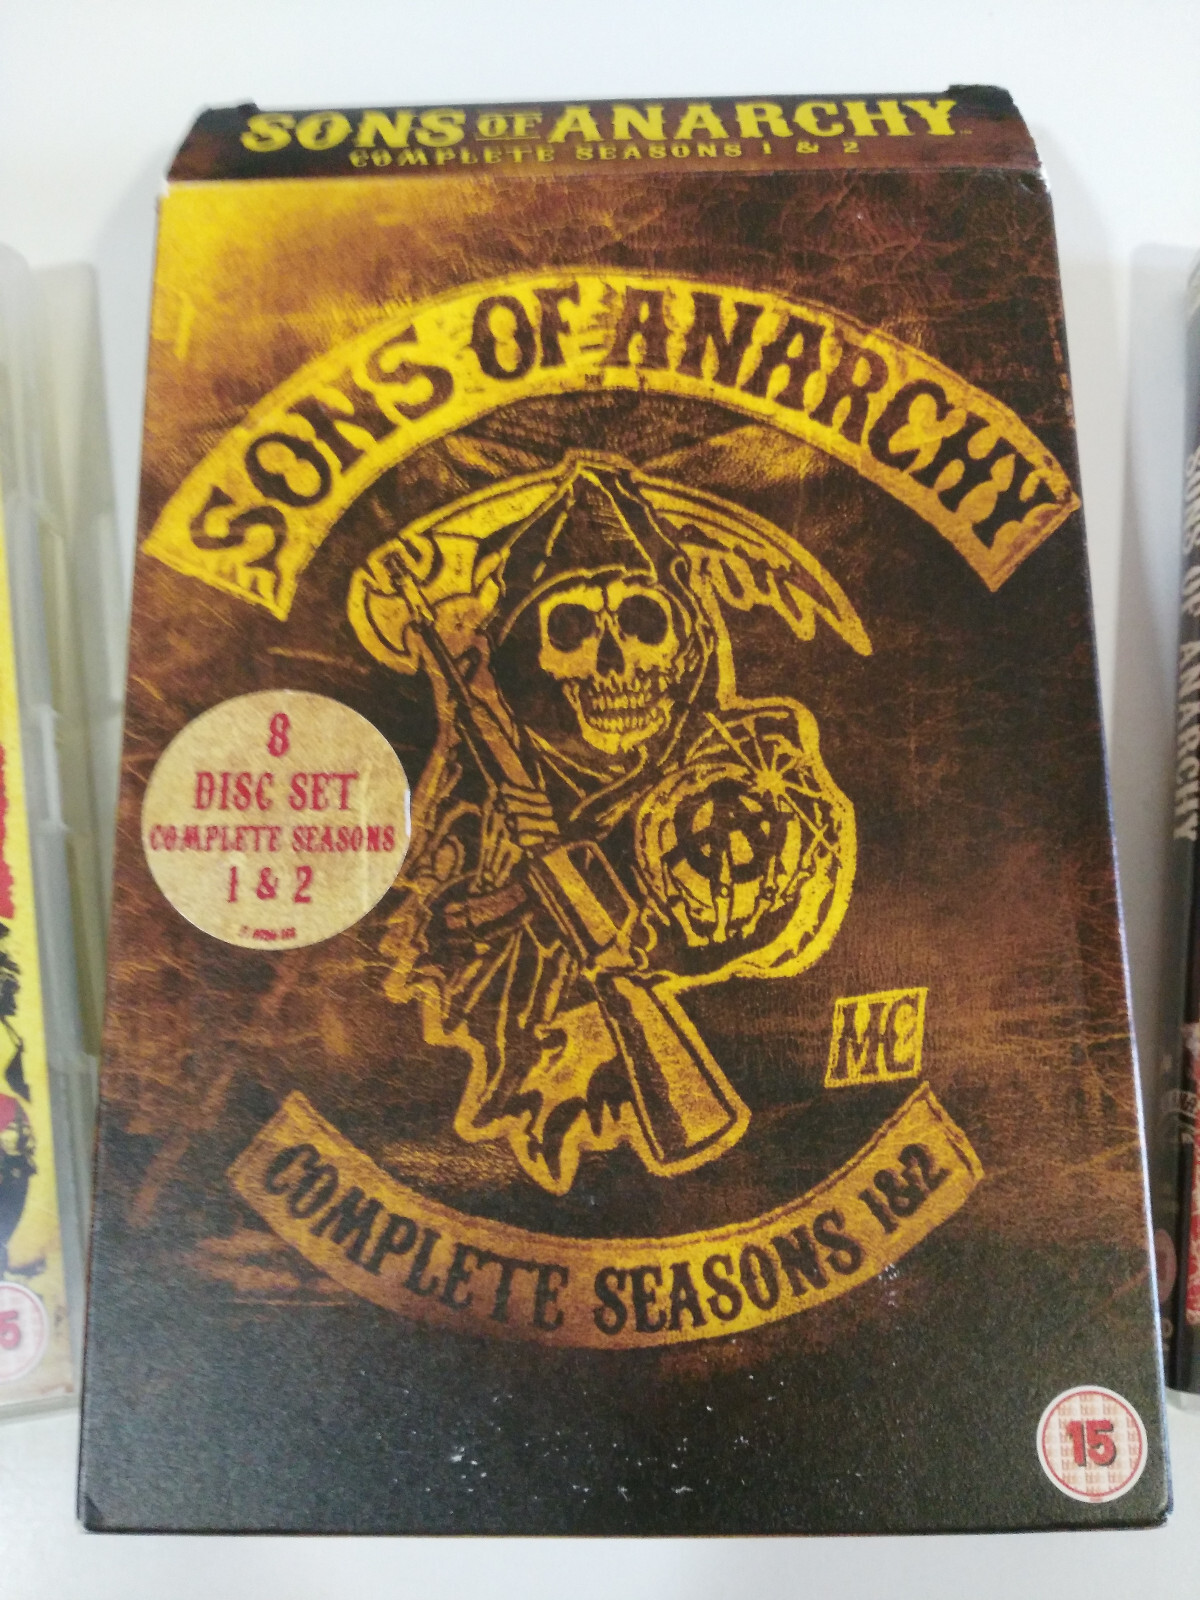 SONS OF ANARCHY
COMPLETE SEASONS 1 & 2
SONS OF ANARCHY
8
DISC SET
COMPLETE SEASONS
1 & 2
MC
COMPLETE SEASONS 1&2
15
SONS OF ANARCHY